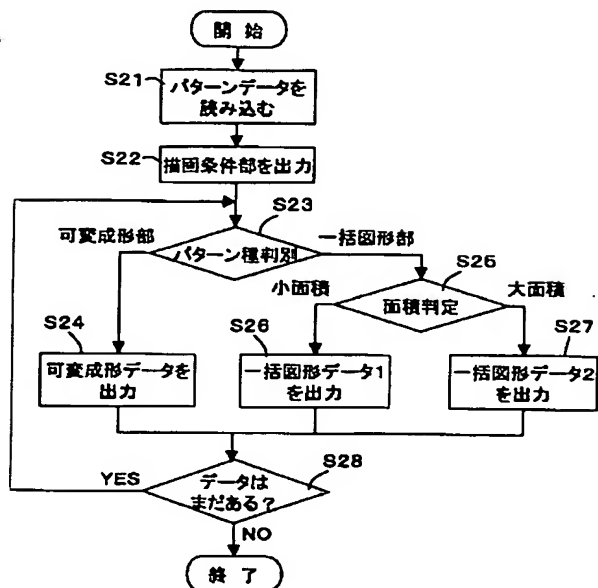 開始
S21
パターンデータを
読み込む
S22
描画条件部を出力
S23
可変成形部
パターン種判別
一括図形部
S25
小面積
面積判定
大面積
S24
可変成形データを
出力
S26
一括図形データ1
を出力
S27
一括図形データ2
を出力
S28
YES
データは
まだある?
NO
終了